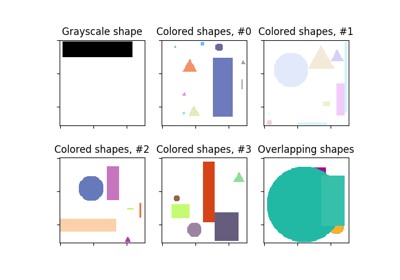 Grayscale shape
Colored shapes, #0
Colored shapes, #1
Colored shapes, #2
Colored shapes, #3
Overlapping shapes